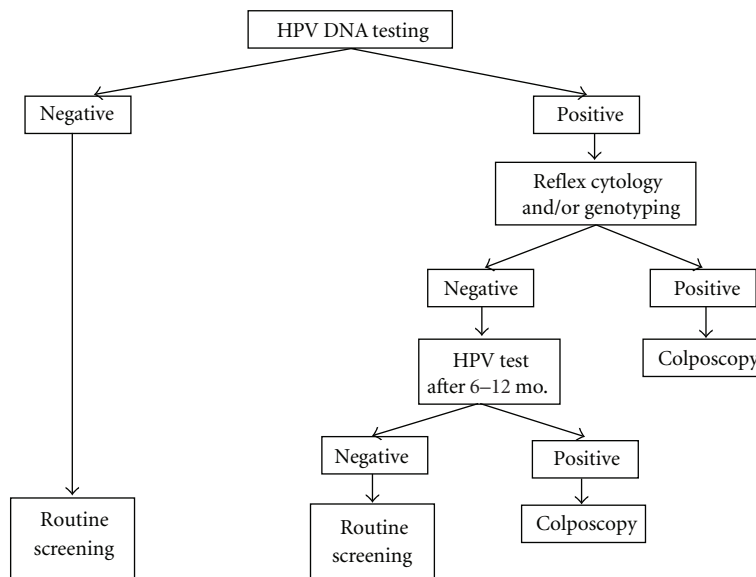 HPV DNA testing
Negative
Positive
Reflex cytology
and/or genotyping
Negative
Positive
HPV test
after 6–12 mo.
Colposcopy
Negative
Positive
Routine
screening
Routine
screening
Colposcopy